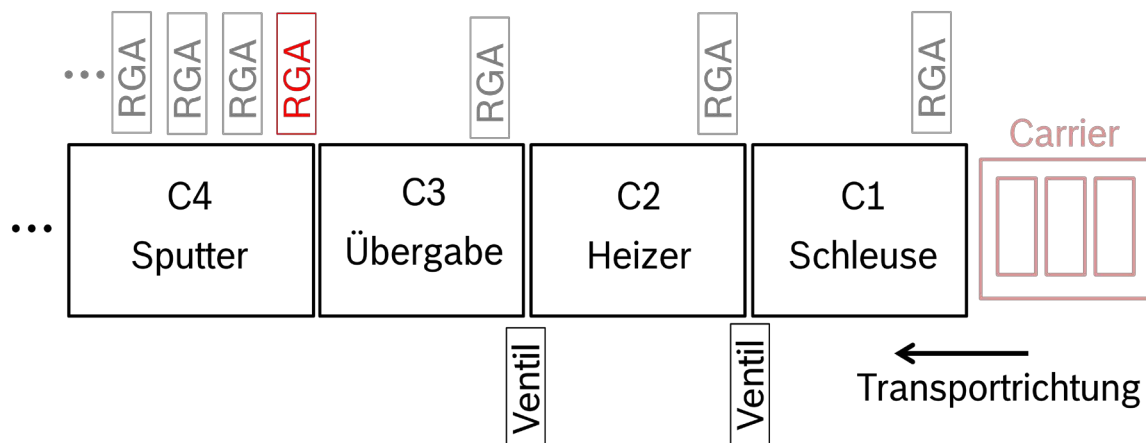 ... RGA RGA RGA RGA RGA RGA RGA
Carrier
... C4 C3 C2 C1
Sputter Übergabe Heizer Schleuse
Ventil Ventil
Transportrichtung